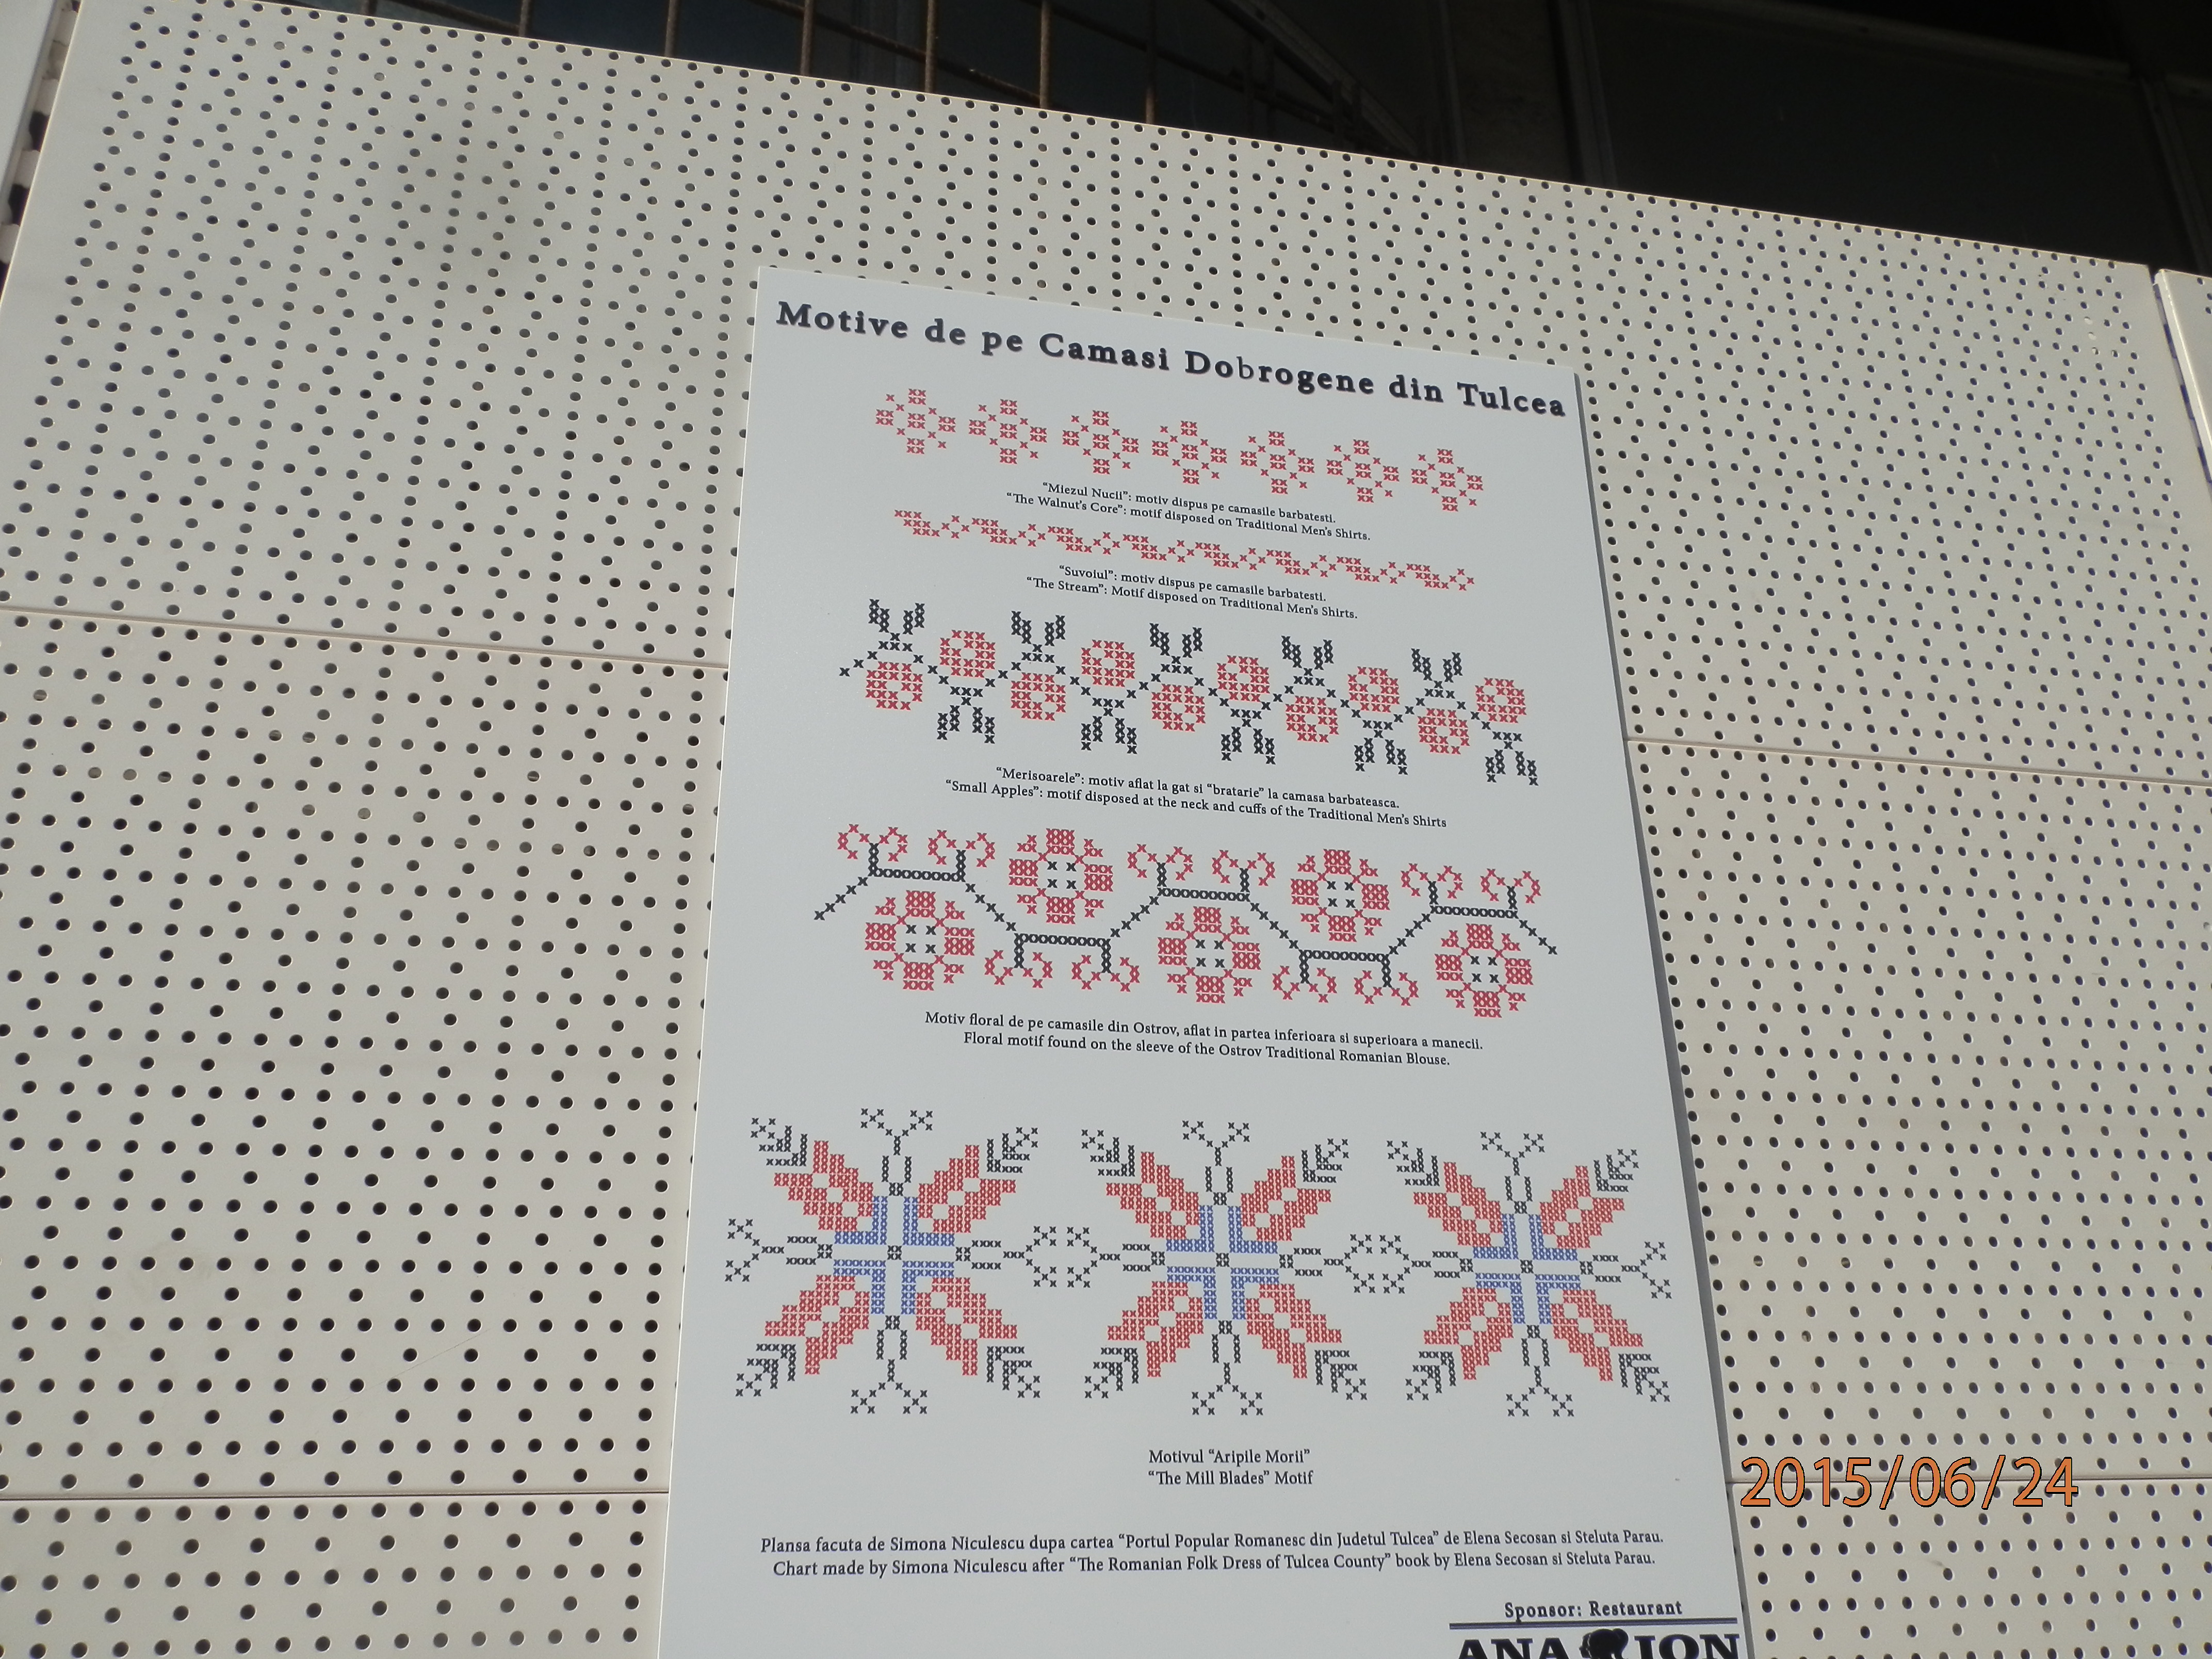 Motive de pe Camasi Dobrogene din Tulcea
“Miezul Nucii”: motiv dispus pe camasile barbatesti.
“The Walnut's Core”: motif disposed on Traditional Men's Shirts.
“Suvoiul”: motiv dispus pe camasile barbatesti.
“The Stream”: Motif disposed on Traditional Men's Shirts.
“Merisoarele”: motiv aflat la gat si “bratarie” la camasa barbateasca.
“Small Apples”: motif disposed at the neck and cuffs of the Traditional Men's Shirts
Motiv floral de pe camasile din Ostrov, aflat in partea inferioara si superioara a manecii.
Floral motif found on the sleeve of the Ostrov Traditional Romanian Blouse.
Motivul “Aripile Morii”
“The Mill Blades” Motif
Plansa facuta de Simona Niculescu dupa cartea “Portul Popular Romanesc din Judetul Tulcea” de Elena Secosan si Steluta Parau.
Chart made by Simona Niculescu after “The Romanian Folk Dress of Tulcea County” book by Elena Secosan si Steluta Parau.
Sponsor: Restaurant
ANA ION
2015/06/24